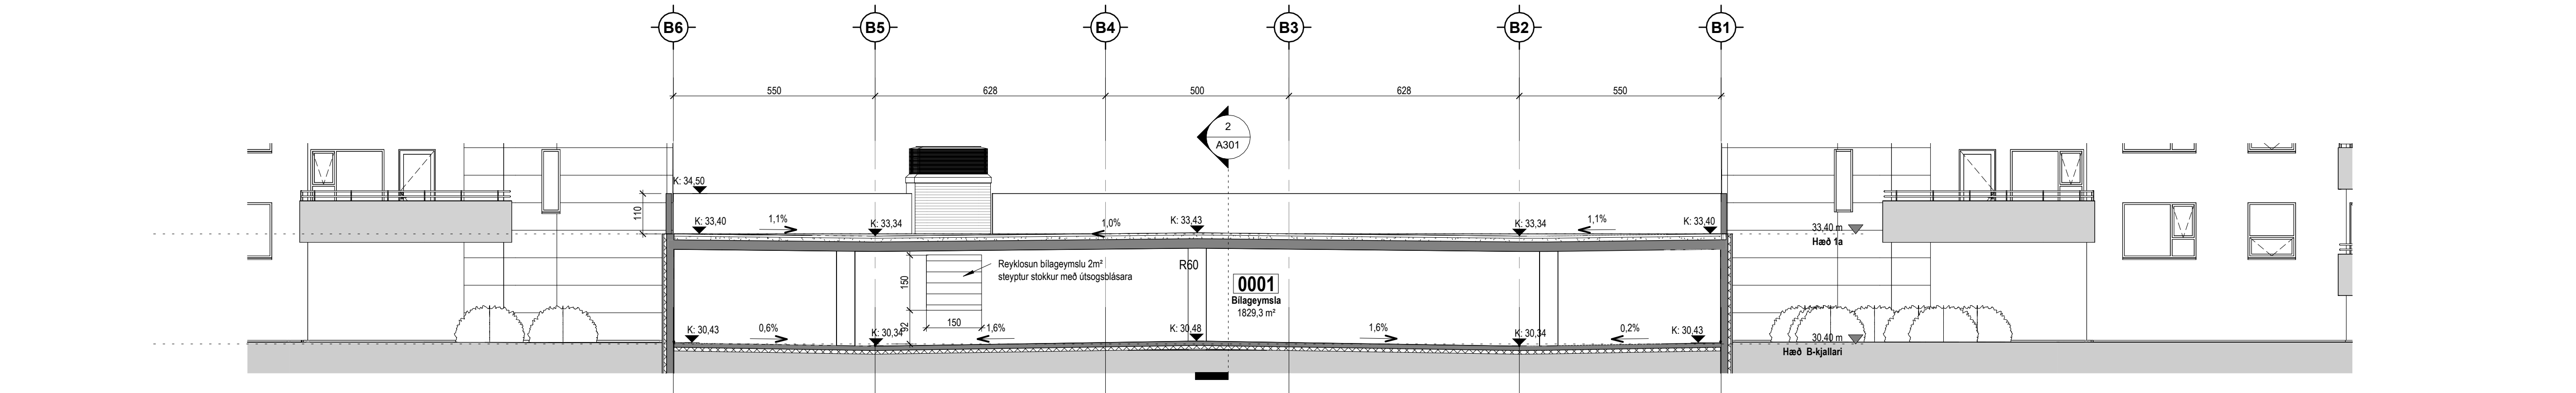 B6 B5 B4 B3 B2 B1
550 628 500 628 550
2
A301
K: 34,50
110
K: 33,40 1,1% K: 33,34 1,0% K: 33,43 K: 33,34 1,1% K: 33,40
33,40 m
Hæð 1a
Reyklosun bílageymslu 2m²
steyptur stokkur með útsogsblásara
R60
150
0001
Bílageymsla
1829,3 m²
92
150
K: 30,43 0,6% K: 30,34 1,6% K: 30,48 1,6% K: 30,34 0,2% K: 30,43
30,40 m
Hæð B-kjallari